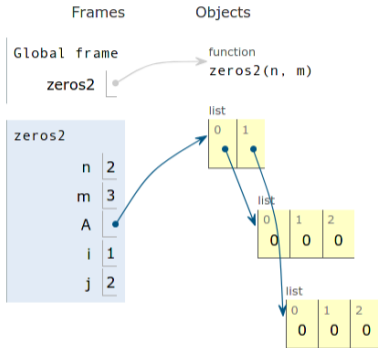 Frames Objects
Global frame
zeros2
function
zeros2(n, m)
list
0 1
zeros2
n 2
m 3
A
i 1
j 2
list
0 1 2
0 0 0
list
0 1 2
0 0 0